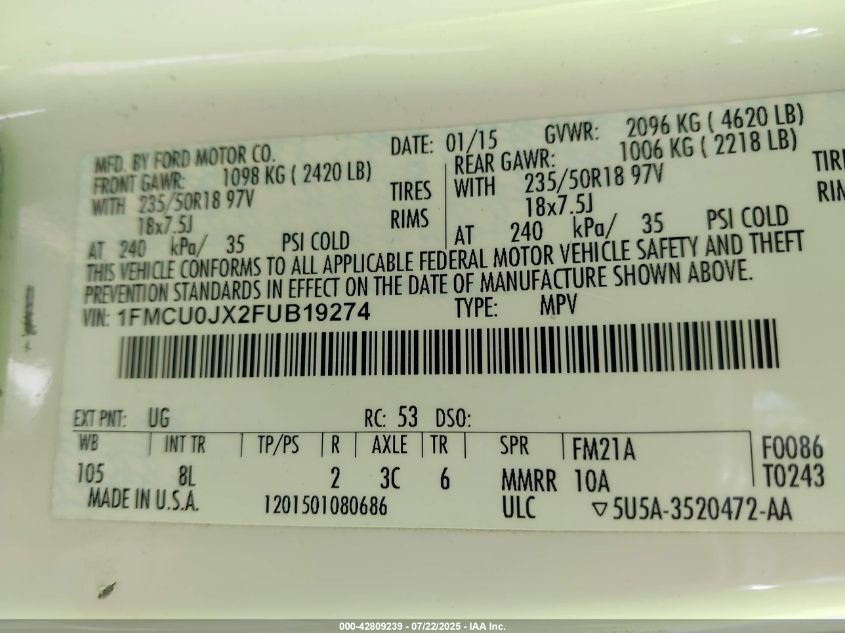 MFD. BY FORD MOTOR CO.
DATE: 01/15 GVWR: 2096 KG ( 4620 LB)
FRONT GAWR: 1098 KG ( 2420 LB)
REAR GAWR: 1006 KG ( 2218 LB)
WITH 235/50R18 97V TIRES
WITH 235/50R18 97V TIRE
18x7.5J RIMS
18x7.5J RIM
AT 240 kPa/ 35 PSI COLD
AT 240 kPa/ 35 PSI COLD
THIS VEHICLE CONFORMS TO ALL APPLICABLE FEDERAL MOTOR VEHICLE SAFETY AND THEFT
PREVENTION STANDARDS IN EFFECT ON THE DATE OF MANUFACTURE SHOWN ABOVE.
VIN: 1FMCU0JX2FUB19274 TYPE: MPV
EXT PNT: UG RC: 53 DSO:
WB INT TR TP/PS R AXLE TR SPR FM21A F0086
105 8L 2 3C 6 MMRR 10A T0243
MADE IN U.S.A. 1201501080686 ULC ▽5U5A-3520472-AA
000-42809239 - 07/22/2025 - IAA Inc.